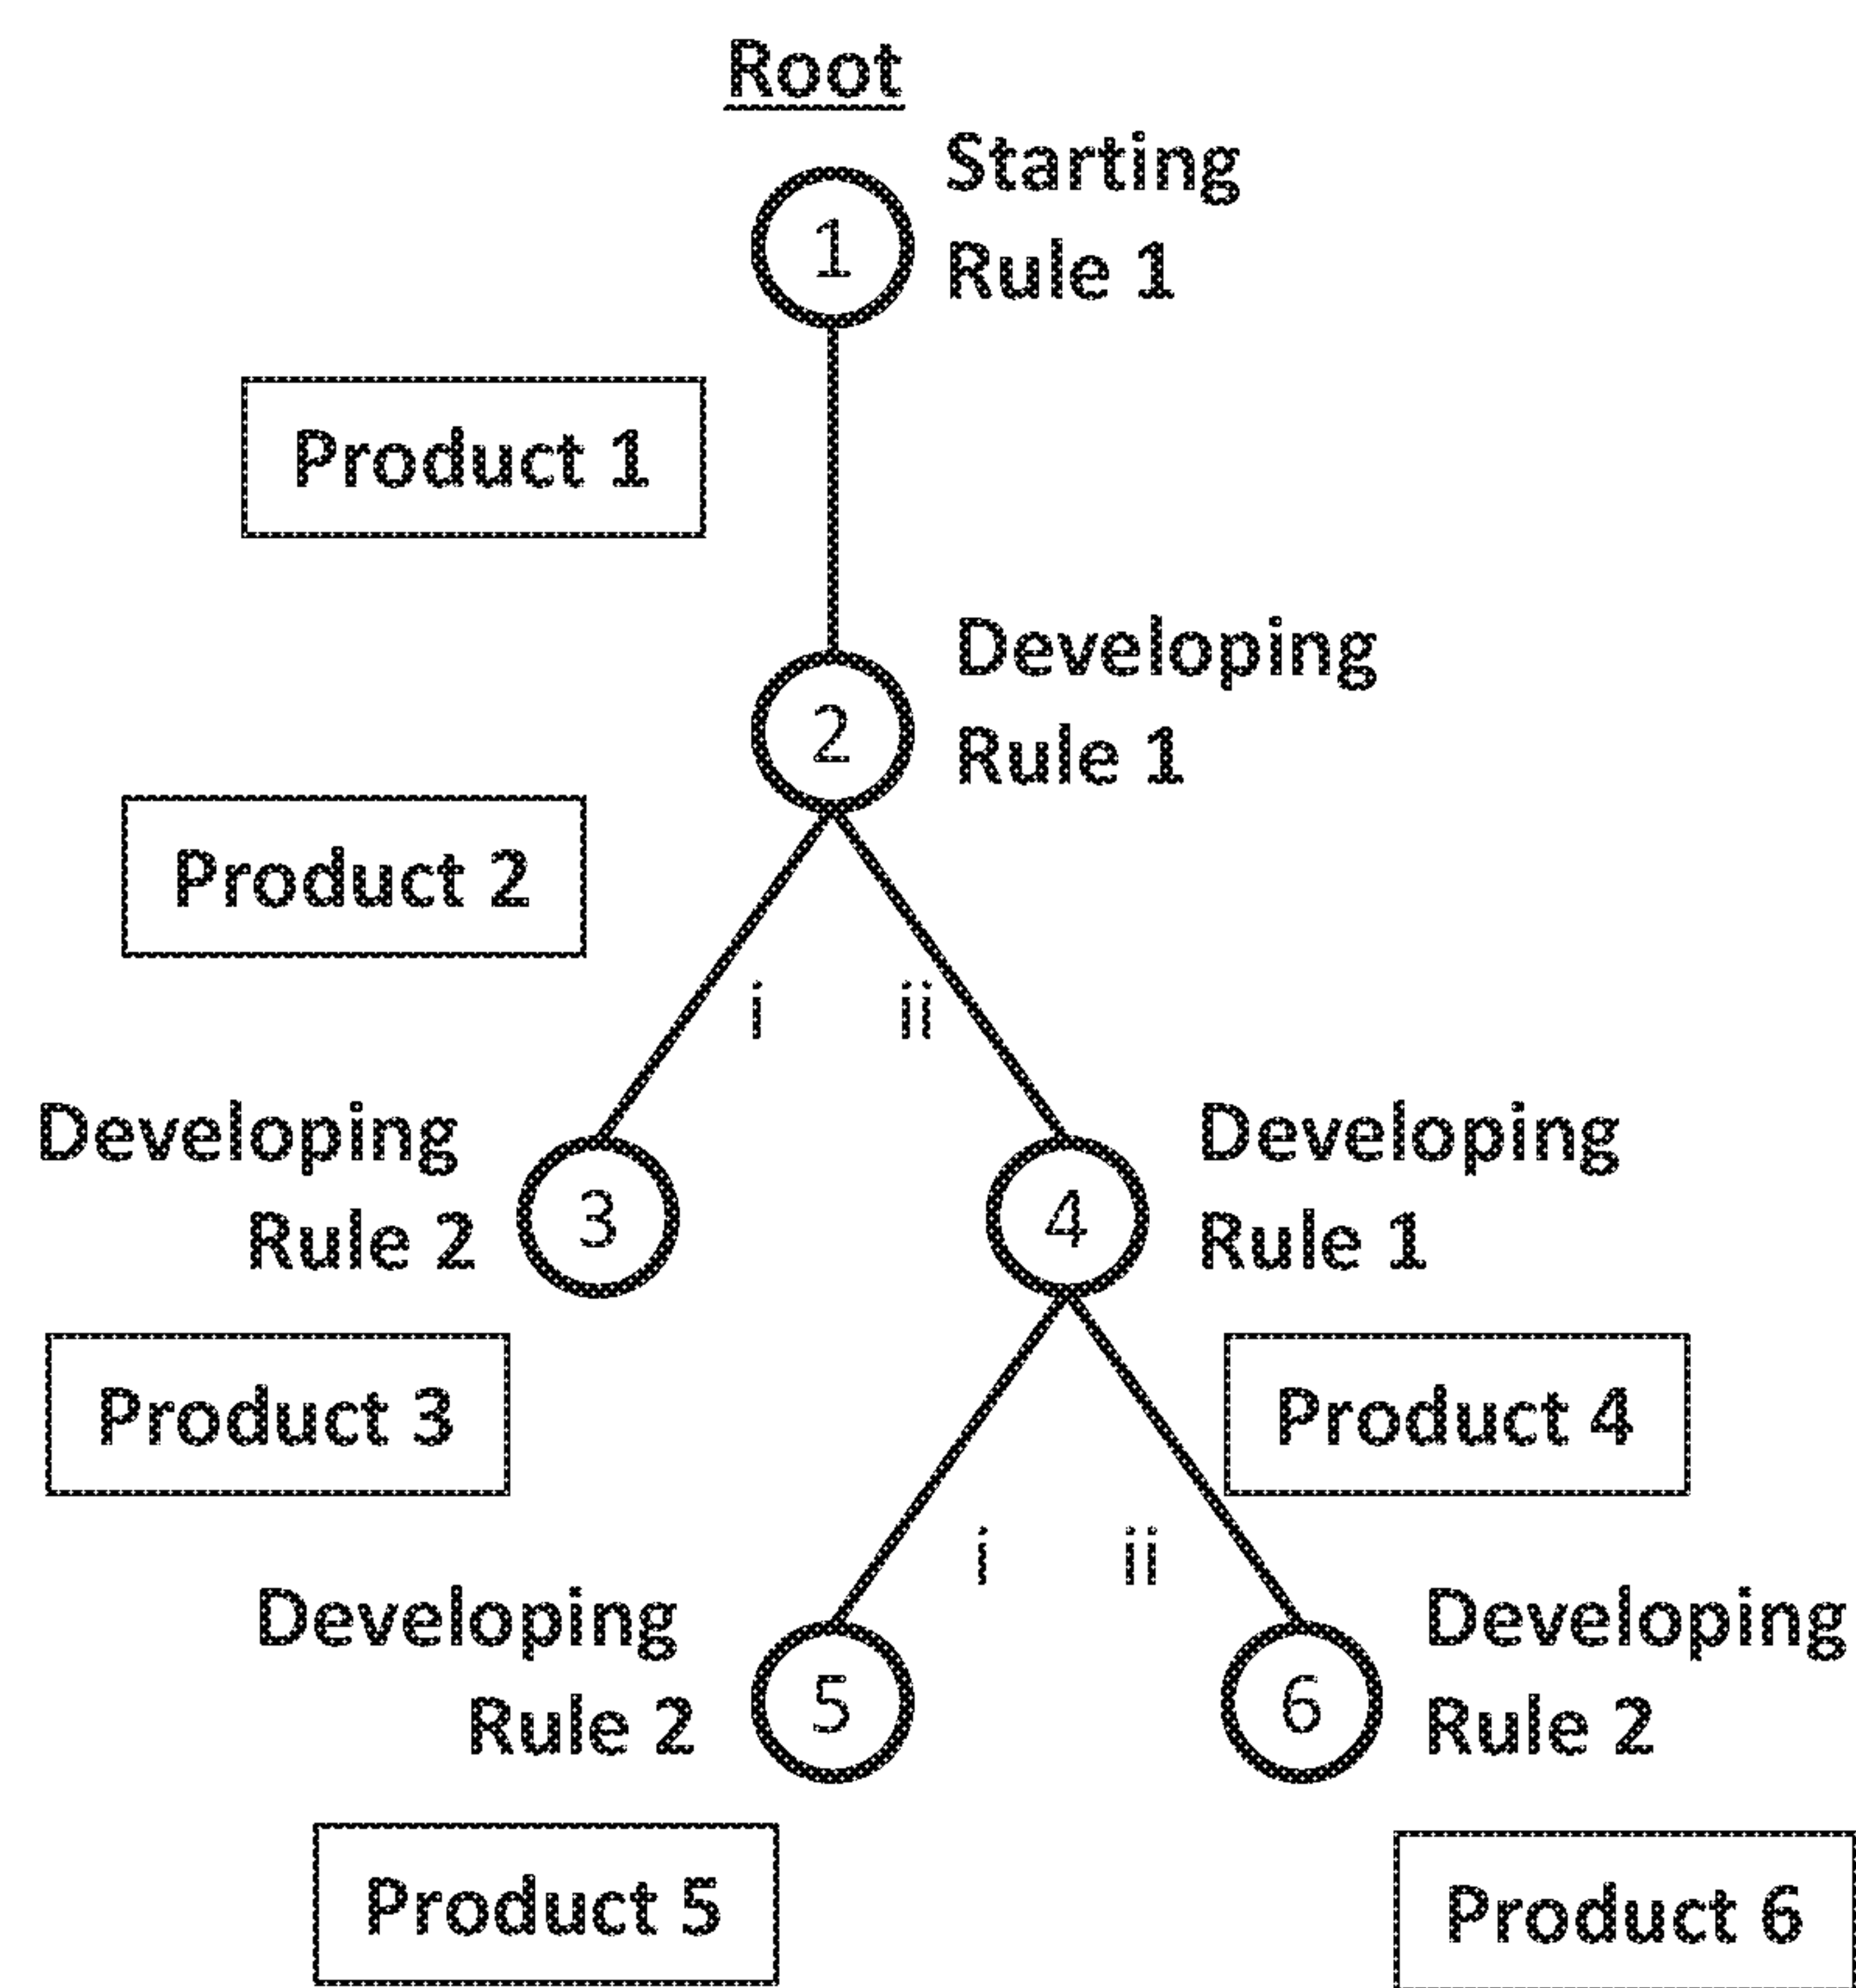 Root
Starting
1
Rule 1
Product 1
Developing
2
Rule 1
Product 2
i ii
Developing
Rule 2
3
4
Developing
Rule 1
Product 3
Product 4
i ii
Developing
Rule 2
5
6
Developing
Rule 2
Product 5
Product 6